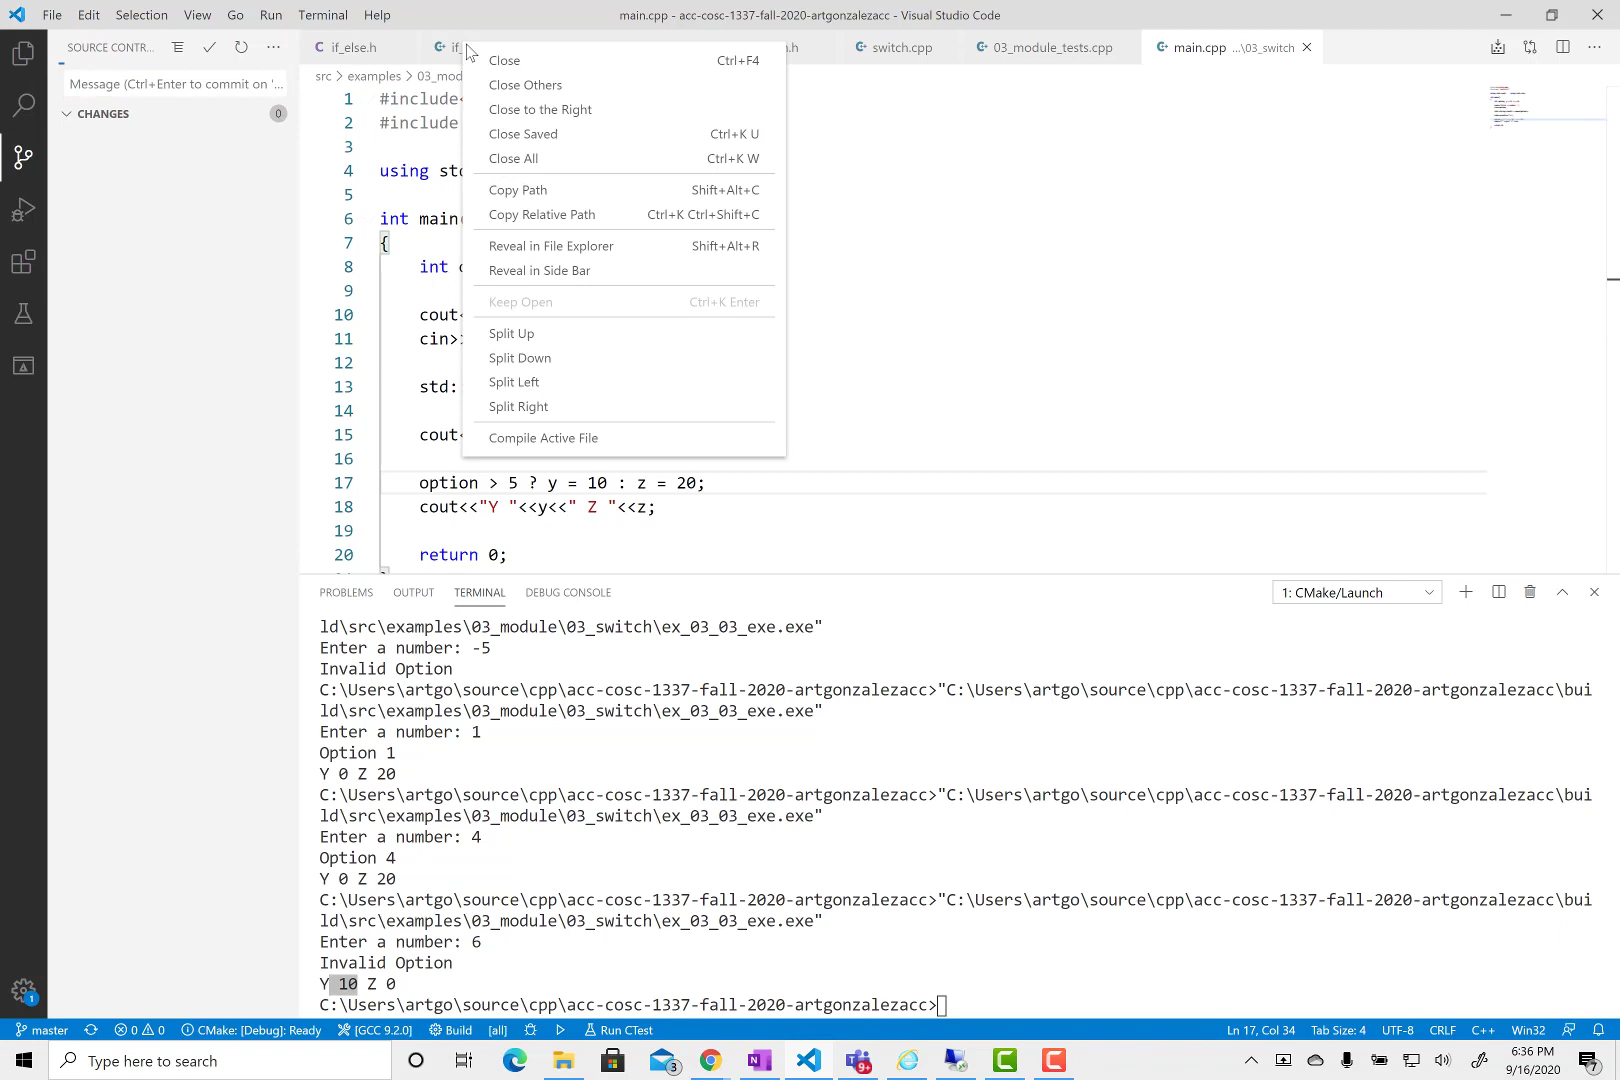 File Edit Selection View Go Run Terminal Help
main.cpp - acc-cosc-1337-fall-2020-artgonzalezacc - Visual Studio Code
SOURCE CONTR...
if_else.h
if_
.h
switch.cpp
03_module_tests.cpp
main.cpp ...\03_switch
src > examples > 03_mod
Message (Ctrl+Enter to commit on '...
CHANGES 0
Close Ctrl+F4
Close Others
Close to the Right
Close Saved Ctrl+K U
Close All Ctrl+K W
Copy Path Shift+Alt+C
Copy Relative Path Ctrl+K Ctrl+Shift+C
Reveal in File Explorer Shift+Alt+R
Reveal in Side Bar
Keep Open Ctrl+K Enter
Split Up
Split Down
Split Left
Split Right
Compile Active File
1 #include<
2 #include
3
4 using std
5
6 int main(
7 {
8 int
9
10 cout<
11 cin>>
12
13 std:
14
15 cout<
16
17 option > 5 ? y = 10 : z = 20;
18 cout<<"Y "<<y<<" Z "<<z;
19
20 return 0;
PROBLEMS OUTPUT TERMINAL DEBUG CONSOLE
1: CMake/Launch
ld\src\examples\03_module\03_switch\ex_03_03_exe.exe"
Enter a number: -5
Invalid Option
C:\Users\artgo\source\cpp\acc-cosc-1337-fall-2020-artgonzalezacc>"C:\Users\artgo\source\cpp\acc-cosc-1337-fall-2020-artgonzalezacc\bui
ld\src\examples\03_module\03_switch\ex_03_03_exe.exe"
Enter a number: 1
Option 1
Y 0 Z 20
C:\Users\artgo\source\cpp\acc-cosc-1337-fall-2020-artgonzalezacc>"C:\Users\artgo\source\cpp\acc-cosc-1337-fall-2020-artgonzalezacc\bui
ld\src\examples\03_module\03_switch\ex_03_03_exe.exe"
Enter a number: 4
Option 4
Y 0 Z 20
C:\Users\artgo\source\cpp\acc-cosc-1337-fall-2020-artgonzalezacc>"C:\Users\artgo\source\cpp\acc-cosc-1337-fall-2020-artgonzalezacc\bui
ld\src\examples\03_module\03_switch\ex_03_03_exe.exe"
Enter a number: 6
Invalid Option
Y 10 Z 0
C:\Users\artgo\source\cpp\acc-cosc-1337-fall-2020-artgonzalezacc>
1
master 0 0 CMake: [Debug]: Ready [GCC 9.2.0] Build [all] Run CTest
Ln 17, Col 34 Tab Size: 4 UTF-8 CRLF C++ Win32
Type here to search
3
N
9+
6:36 PM
9/16/2020
7